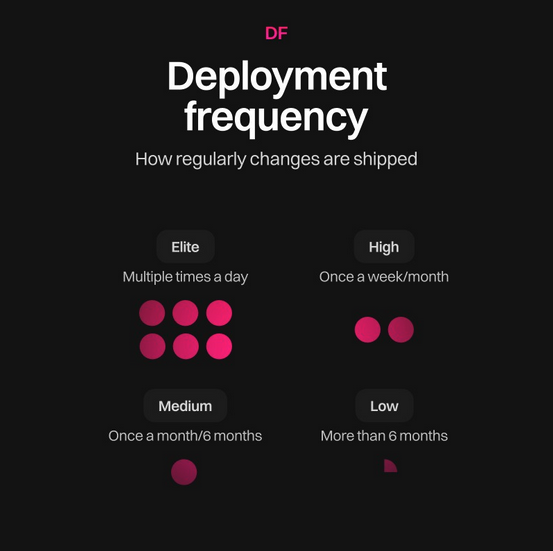 DF
Deployment
frequency
How regularly changes are shipped
Elite
Multiple times a day
High
Once a week/month
Medium
Once a month/6 months
Low
More than 6 months